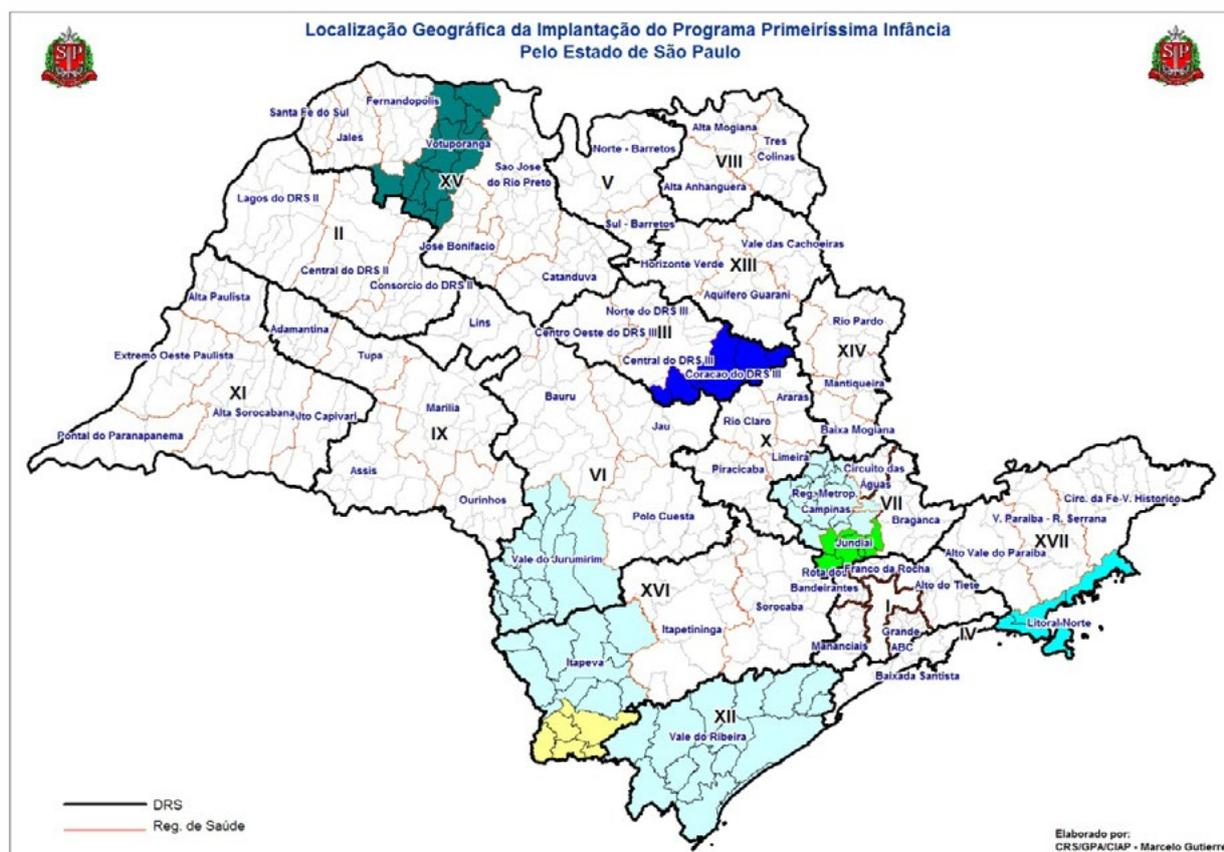 Localização Geográfica da Implantação do Programa Primeiríssima Infância
Pelo Estado de São Paulo
SP
SP
Fernandopolis
Santa Fe do Sul
Jales
Votuporanga
Sao Jose
do Rio Preto
XV
Norte - Barretos
V
Sul - Barretos
Alta Mogiana
Tres
Colinas
VIII
Alta Anhanguera
Lagos do DRS II
II
Central do DRS II
Consorcio do DRS II
Jose Bonifacio
Catanduva
Vale das Cachoeiras
Horizonte Verde
XIII
Aquifero Guarani
Alta Paulista
Adamantina
Lins
Norte do DRS III
Centro Oeste do DRS III
III
Central do DRS III
Coracao do DRS III
Rio Pardo
XIV
Mantiqueira
Baixa Mogiana
Extremo Oeste Paulista
Tupa
XI
Alta Sorocabana
Alto Capivari
Pontal do Paranapanema
Marilia
IX
Assis
Ourinhos
Bauru
Jau
VI
Polo Cuesta
Vale do Jurumirim
Araras
Rio Claro
X
Limeira
Piracicaba
Circuito das
Águas
Reg. Metrop.
Campinas
VII
Braganca
Jundiai
Circ. da Fe-V. Historico
V. Paraiba - R. Serrana
XVII
Alto Vale do Paraiba
Litoral Norte
Franco da Rocha
Rota dos
Bandeirantes
Alto do Tiete
I
Grande
ABC
Mananciais
IV
Baixada Santista
XVI
Sorocaba
Itapetininga
Itapeva
XII
Vale do Ribeira
DRS
Reg. de Saúde
Elaborado por:
CRS/GPA/CIAP - Marcelo Gutierre